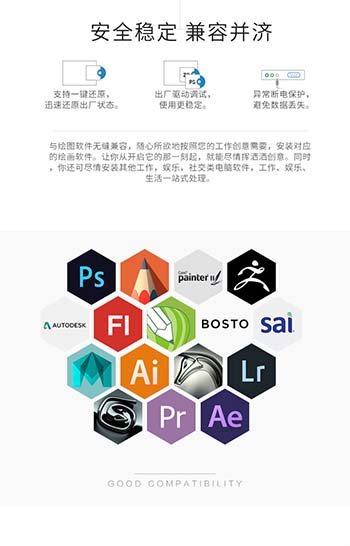 安全稳定 兼容并济
PS
支持一键还原，
迅速还原出厂状态。
出厂驱动调试，
使用更稳定。
异常断电保护，
避免数据丢失。
与绘图软件无缝兼容，随心所欲地按照您的工作创意需要，安装对应
的绘画软件。让你从开启它的那一刻起，就能尽情挥洒洒创意。同时
，你还可尽情安装其他工作，娱乐，社交类电脑软件，工作、娱乐、
生活一站式处理。
Ps
Corel
painter 11
AUTODESK
Fl
BOSTO
sai
Ai
Lr
Pr
Ae
GOOD COMPATIBILITY